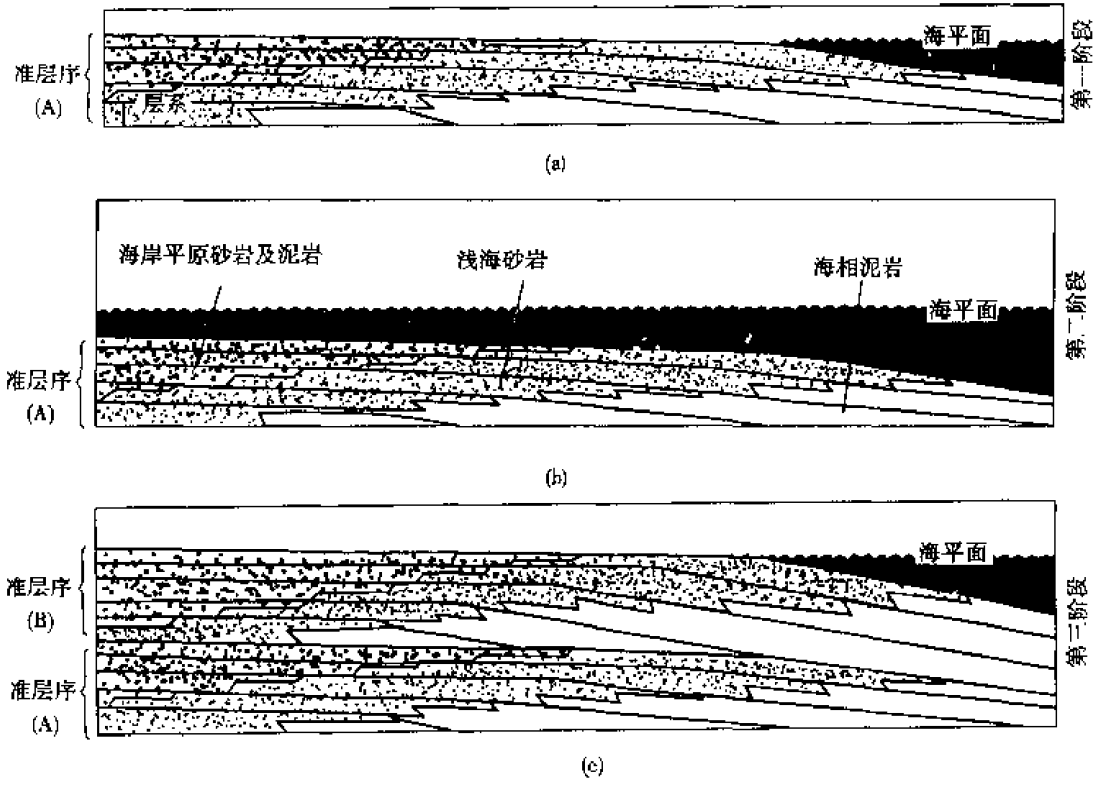 海平面
第一阶段
准层序
(A)
层系
(a)
海岸平原砂岩及泥岩
浅海砂岩
海相泥岩
海平面
第二阶段
准层序
(A)
(b)
海平面
第三阶段
准层序
(B)
准层序
(A)
(c)